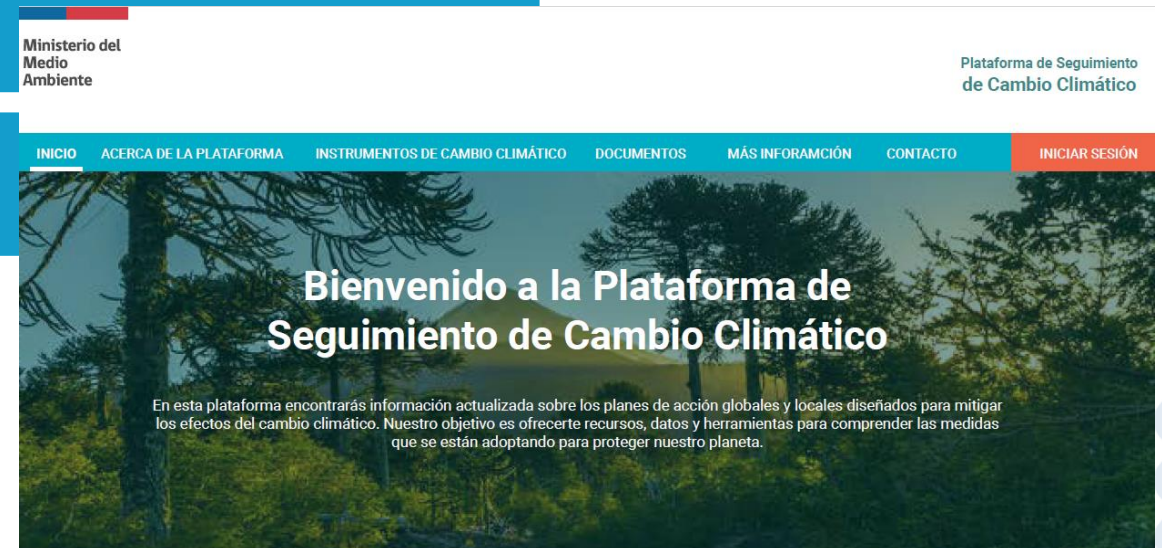 Ministerio del
Medio
Ambiente
Plataforma de Seguimiento
de Cambio Climático
INICIO ACERCA DE LA PLATAFORMA INSTRUMENTOS DE CAMBIO CLIMÁTICO DOCUMENTOS MÁS INFORAMCIÓN CONTACTO INICIAR SESIÓN
Bienvenido a la Plataforma de
Seguimiento de Cambio Climático
En esta plataforma encontrarás información actualizada sobre los planes de acción globales y locales diseñados para mitigar
los efectos del cambio climático. Nuestro objetivo es ofrecerte recursos, datos y herramientas para comprender las medidas
que se están adoptando para proteger nuestro planeta.